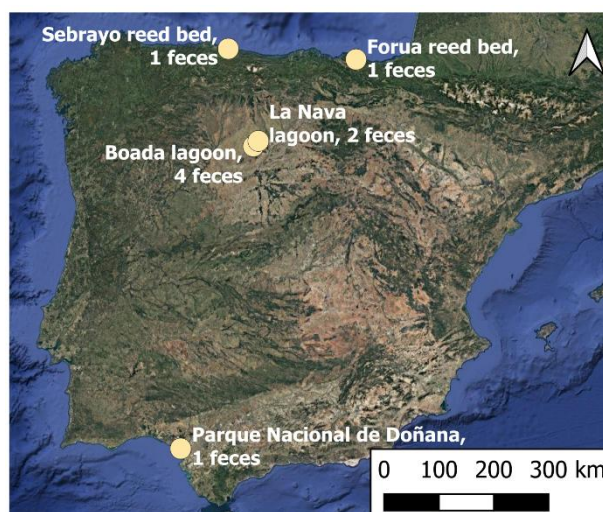 Sebrayo reed bed,
1 feces
Forua reed bed,
1 feces
La Nava
lagoon, 2 feces
Boada lagoon,
4 feces
Parque Nacional de Doñana,
1 feces
0 100 200 300 km